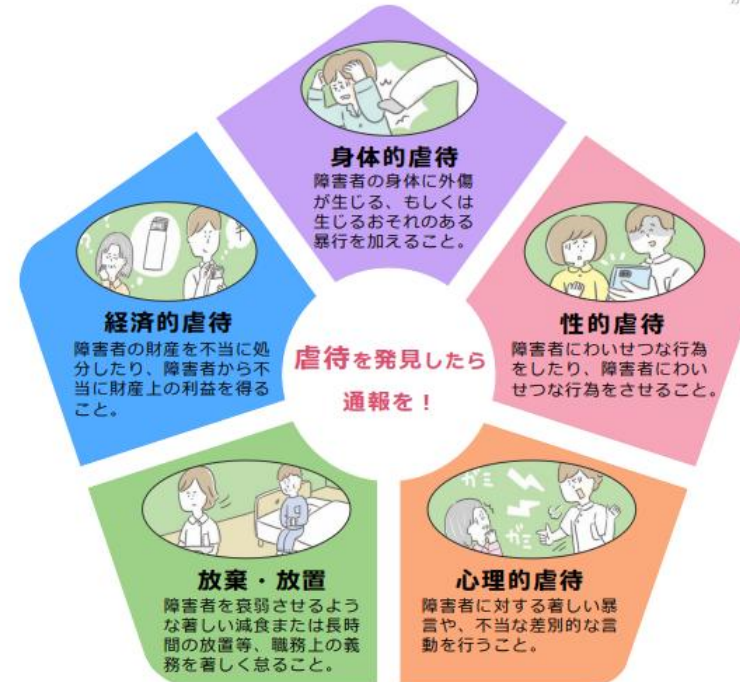 身体的虐待
障害者の身体に外傷
が生じる、もしくは
生じるおそれのある
暴行を加えること。
経済的虐待
障害者の財産を不当に処
分したり、障害者から不
当に財産上の利益を得る
こと。
性的虐待
障害者にわいせつな行為
をしたり、障害者にわい
せつな行為をさせること。
虐待を発見したら
通報を！
放棄・放置
障害者を衰弱させるよう
な著しい減食または長時
間の放置等、職務上の義
務を著しく怠ること。
ガミ
ガミ
心理的虐待
障害者に対する著しい暴
言や、不当な差別的な言
動を行うこと。